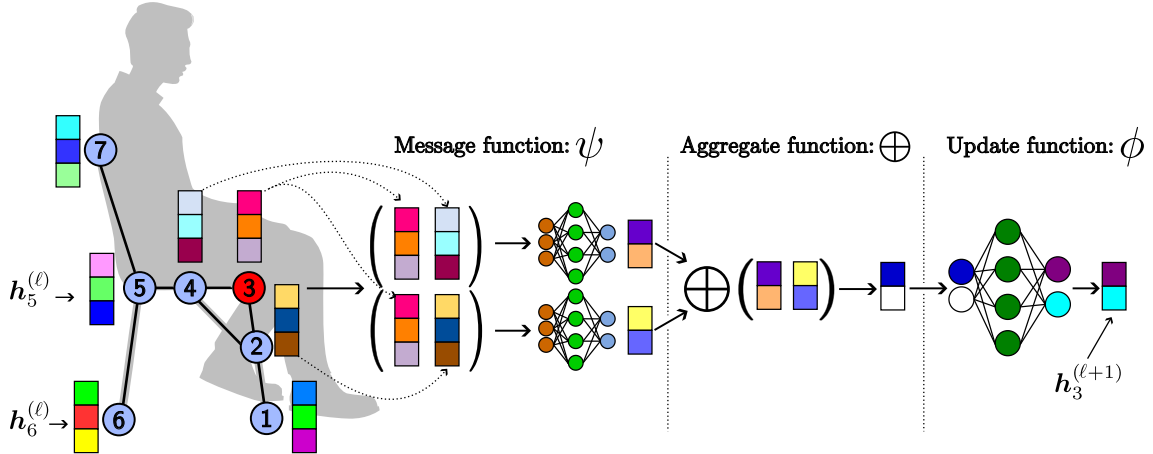 Message function: ψ
Aggregate function: ⊕
Update function: ϕ
7
h₅^(ℓ) →
5
4
3
2
h₆^(ℓ) →
6
1
( ) →
( ) →
⊕ ( ) →
h₃^(ℓ+1)